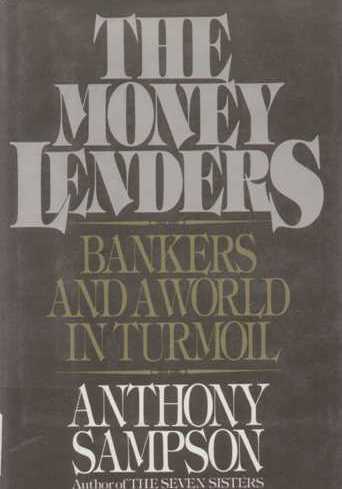 THE
MONEY
LENDERS
BANKERS
AND A WORLD
IN TURMOIL
ANTHONY
SAMPSON
Author of THE SEVEN SISTERS